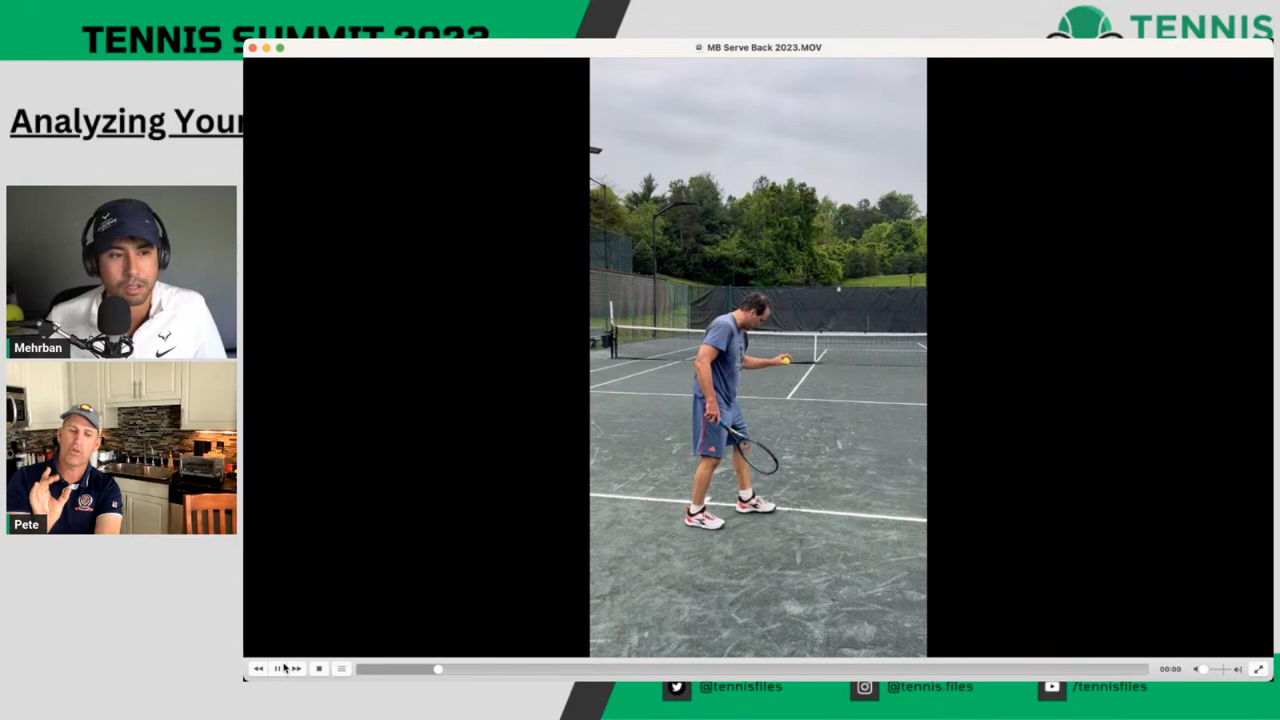 TENNIS SUMMIT 2023
TENNIS
MB Serve Back 2023.MOV
Analyzing Your
Mehrban
Pete
00:00
@tennisfiles
@tennis.files
/tennisfiles